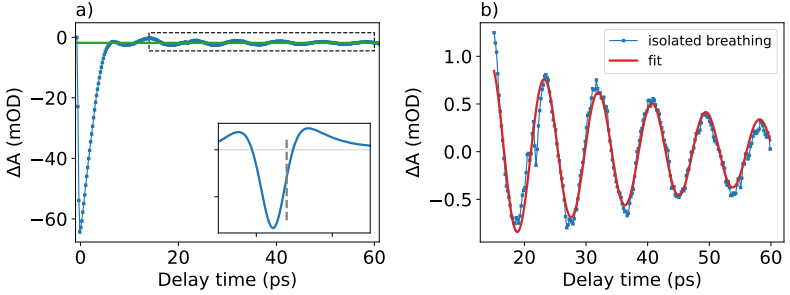 a)
ΔA (mOD)
0
−20
−40
−60
0
20
40
60
Delay time (ps)
b)
ΔA (mOD)
1.0
0.5
0.0
−0.5
isolated breathing
fit
20
30
40
50
60
Delay time (ps)